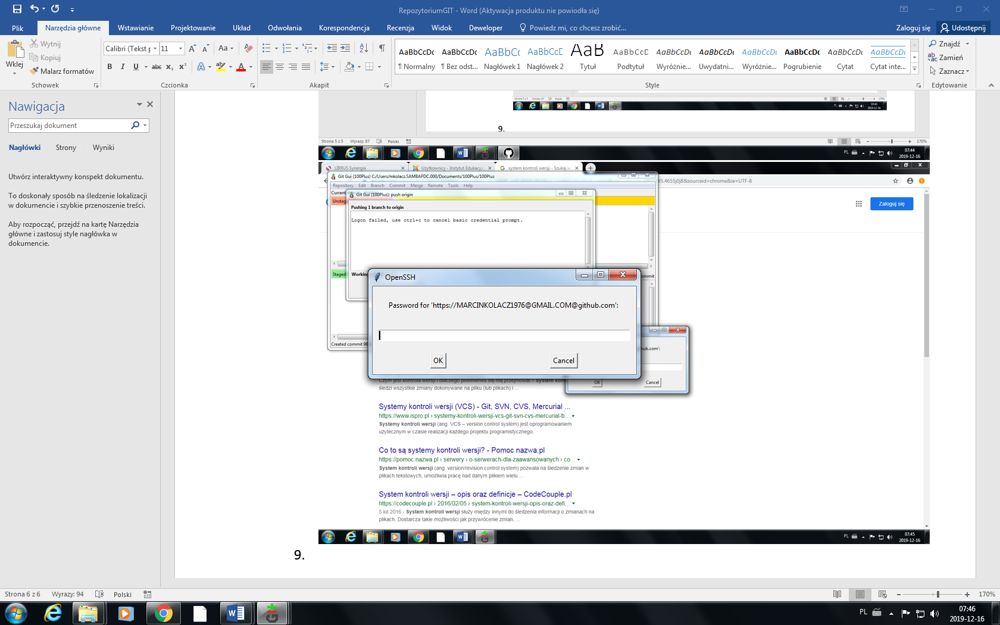 RepozytoriumGIT - Word (Aktywacja produktu nie powiodła się)
Plik Narzędzia główne Wstawianie Projektowanie Układ Odwołania Korespondencja Recenzja Widok Deweloper Powiedz mi, co chcesz zrobić... Zaloguj się Udostępnij
Wklej
Wytnij
Kopiuj
Malarz formatów
Schowek
Calibri (Tekst p 11
Czcionka
Akapit
AaBbCcDc AaBbCcDc AaBbCc AaBbCcD AaB AaBbCcD AaBbCcDc AaBbCcDc AaBbCcDc AaBbCcDc AaBbCcDc AaBbCcDc
¶ Normalny ¶ Bez odst... Nagłówek 1 Nagłówek 2 Tytuł Podtytuł Wyróżnie... Uwydatni... Wyróżnie... Pogrubienie Cytat Cytat inte...
Style
Znajdź
Zamień
Zaznacz
Edytowanie
Nawigacja
Przeszukaj dokument
Nagłówki Strony Wyniki
Utwórz interaktywny konspekt dokumentu.
To doskonały sposób na śledzenie lokalizacji
w dokumencie i szybkie przenoszenie treści.
Aby rozpocząć, przejdź na kartę Narzędzia
główne i zastosuj style nagłówka w
dokumencie.
07:43
2019-12-16
9.
Strona 5 z 5 Wyrazy: 87 Polski 170%
PL 07:44
2019-12-16
LIBRUS Synergia Użytkownicy - Instytut Edukacyj system kontroli wersji - Szukaj w
Git Gui (100Plus) C:/Users/mkolacz.SAMBAPDC.000/Documents/100Plus/100Plus
Repository Edit Branch Commit Merge Remote Tools Help
Current
Unstag
Git Gui (100Plus): push origin
Pushing 1 branch to origin
Logon failed, use ctrl+c to cancel basic credential prompt.
Zaloguj się
Staged
Working
OpenSSH
Password for 'https://MARCINKOLACZ1976@GMAIL.COM@github.com':
OK Cancel
Created commit 98
hub.com':
OK Cancel
Czym jest kontrola wersji i dlaczego powinieneś się nią przejmować? System kon
śledzi wszystkie zmiany dokonywane na pliku (lub plikach) i ...
Systemy kontroli wersji (VCS) - Git, SVN, CVS, Mercurial ...
https://www.ispro.pl › systemy-kontroli-wersji-vcs-git-svn-cvs-mercurial-b...
Systemy kontroli wersji (ang. VCS – version control system) jest oprogramowaniem
użytecznym w czasie realizacji każdego projektu programistycznego.
Co to są systemy kontroli wersji? - Pomoc nazwa.pl
https://pomoc.nazwa.pl › serwery › o-serwerach-dla-zaawansowanych › co...
System kontroli wersji (ang. version/revision control system) pozwala na śledzenie zmian w
plikach tekstowych, umożliwia pracę nad danym plikiem wielu ...
System kontroli wersji – opis oraz definicje – CodeCouple.pl
https://codecouple.pl › 2016/02/05 › system-kontroli-wersji-opis-oraz-defi...
5 lut 2016 - System kontroli wersji służy między innymi do śledzenia informacji o zmianach na
plikach. Dostarcza takie możliwości jak przywrócenie zmian, ...
PL 07:45
2019-12-16
9.
Strona 6 z 6 Wyrazy: 94 Polski 170%
PL 07:46
2019-12-16